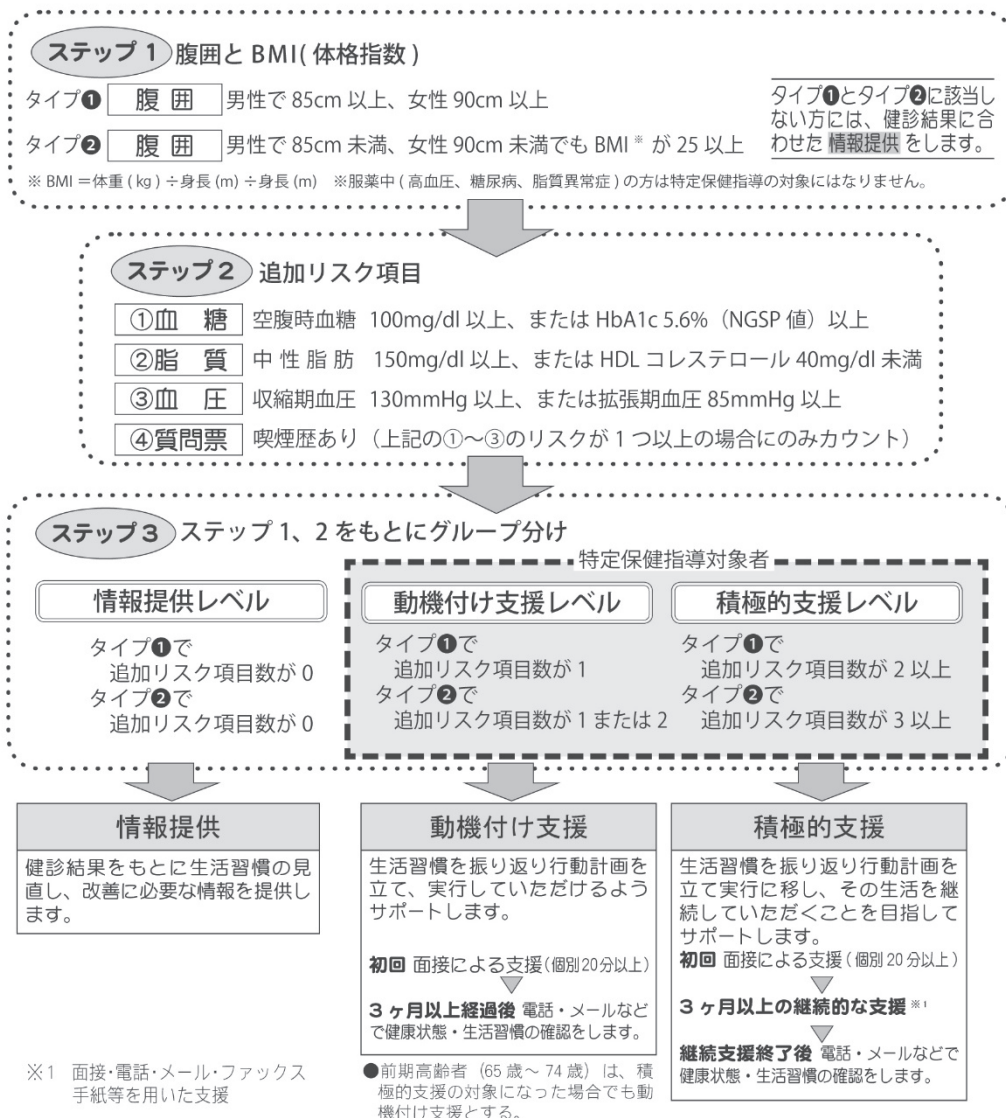 ステップ 1 腹囲と BMI( 体格指数 )
タイプ❶ 腹 囲 男性で 85cm 以上、女性 90cm 以上
タイプ❷ 腹 囲 男性で 85cm 未満、女性 90cm 未満でも BMI※ が 25 以上
タイプ❶とタイプ❷に該当し
ない方には、健診結果に合
わせた 情報提供 をします。
※ BMI =体重 ( kg ) ÷身長 (m) ÷身長 (m) ※服薬中 ( 高血圧、糖尿病、脂質異常症 ) の方は特定保健指導の対象にはなりません。
ステップ 2 追加リスク項目
①血 糖 空腹時血糖 100mg/dl 以上、または HbA1c 5.6%（NGSP 値）以上
②脂 質 中 性 脂 肪 150mg/dl 以上、または HDL コレステロール 40mg/dl 未満
③血 圧 収縮期血圧 130mmHg 以上、または拡張期血圧 85mmHg 以上
④質問票 喫煙歴あり（上記の①～③のリスクが 1 つ以上の場合にのみカウント）
ステップ 3 ステップ 1、2 をもとにグループ分け
特定保健指導対象者
情報提供レベル
タイプ❶で
追加リスク項目数が 0
タイプ❷で
追加リスク項目数が 0
動機付け支援レベル
タイプ❶で
追加リスク項目数が 1
タイプ❷で
追加リスク項目数が 1 または 2
積極的支援レベル
タイプ❶で
追加リスク項目数が 2 以上
タイプ❷で
追加リスク項目数が 3 以上
情報提供
健診結果をもとに生活習慣の見
直し、改善に必要な情報を提供し
ます。
動機付け支援
生活習慣を振り返り行動計画を
立て、実行していただけるよう
サポートします。
初回 面接による支援(個別20分以上)
3 ヶ月以上経過後 電話・メールなど
で健康状態・生活習慣の確認をします。
積極的支援
生活習慣を振り返り行動計画を
立て実行に移し、その生活を継
続していただくことを目指して
サポートします。
初回 面接による支援(個別 20 分以上)
3 ヶ月以上の継続的な支援 ※1
継続支援終了後 電話・メールなどで
健康状態・生活習慣の確認をします。
※1 面接・電話・メール・ファックス
手紙等を用いた支援
●前期高齢者（65 歳～ 74 歳）は、積
極的支援の対象になった場合でも動
機付け支援とする。